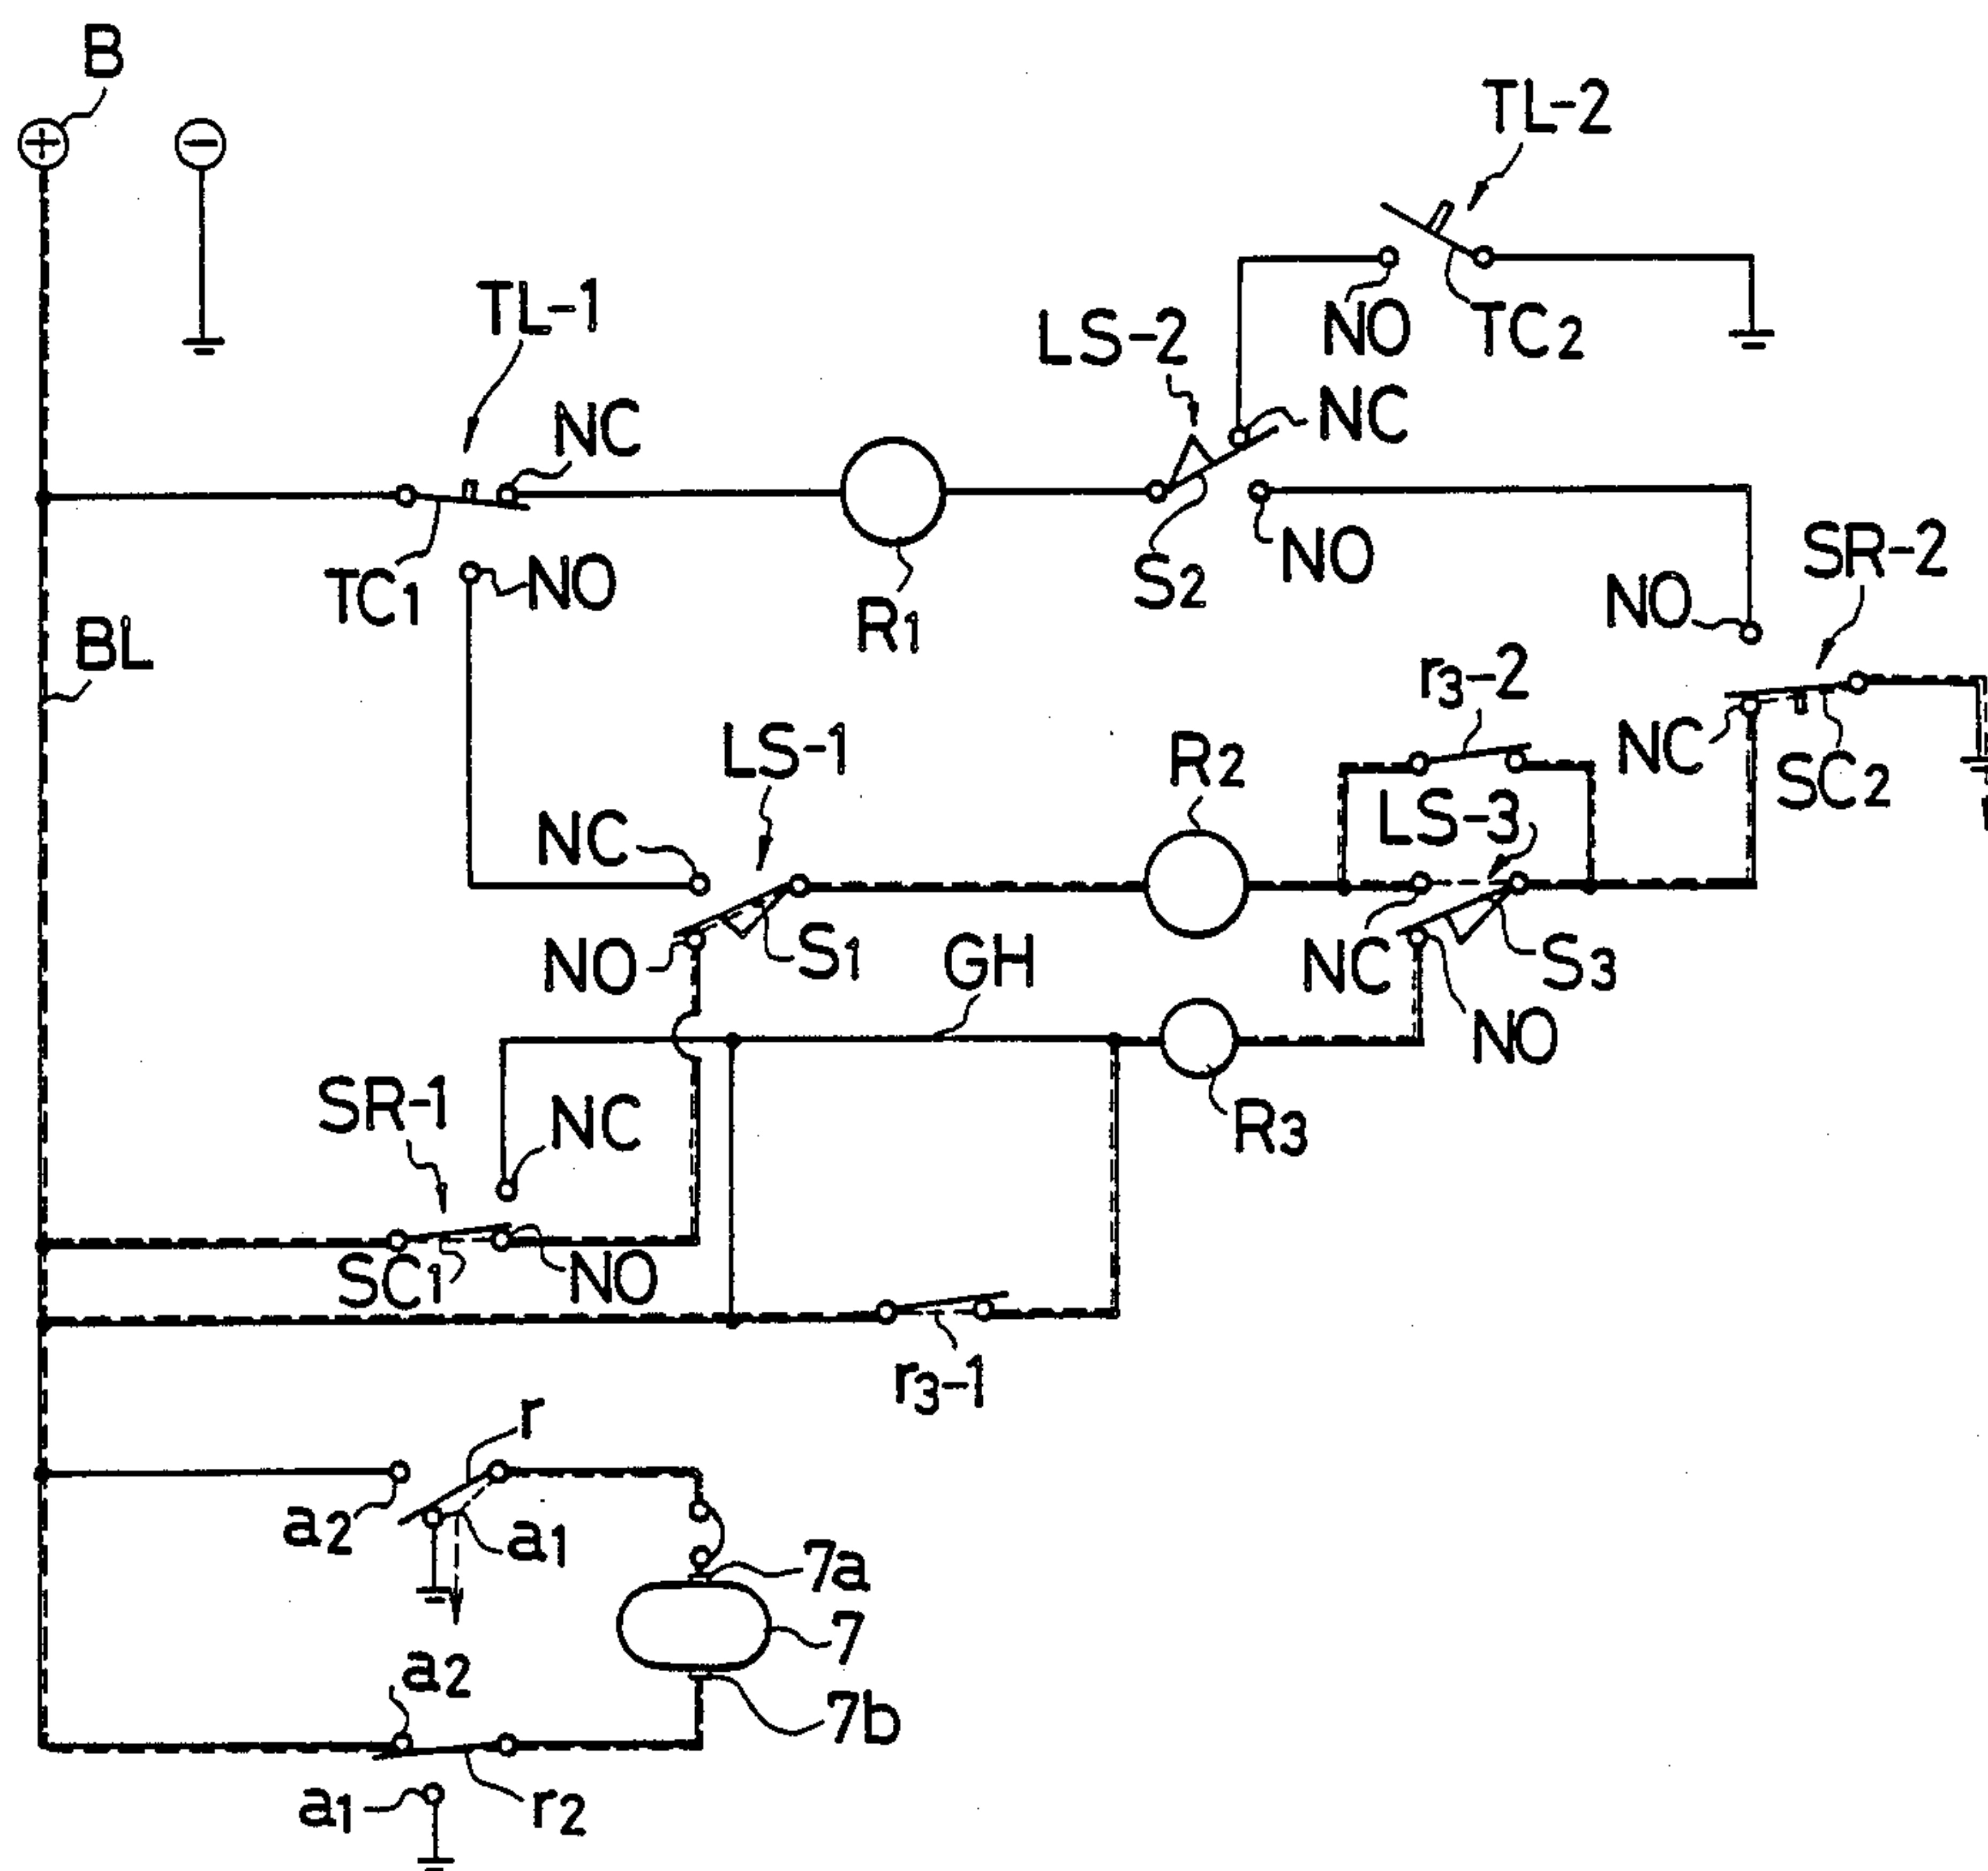 B
+
−
TL-2
TL-1
LS-2
NO
TC2
NC
NC
TC1
NO
R1
S2
NO
SR-2
NO
BL
r3-2
LS-1
R2
NC
SC2
LS-3
NC
NO
S1
GH
NC
S3
NO
SR-1
NC
R3
SC1
NO
r3-1
r
a2
a1
7a
7
a2
7b
a1
r2